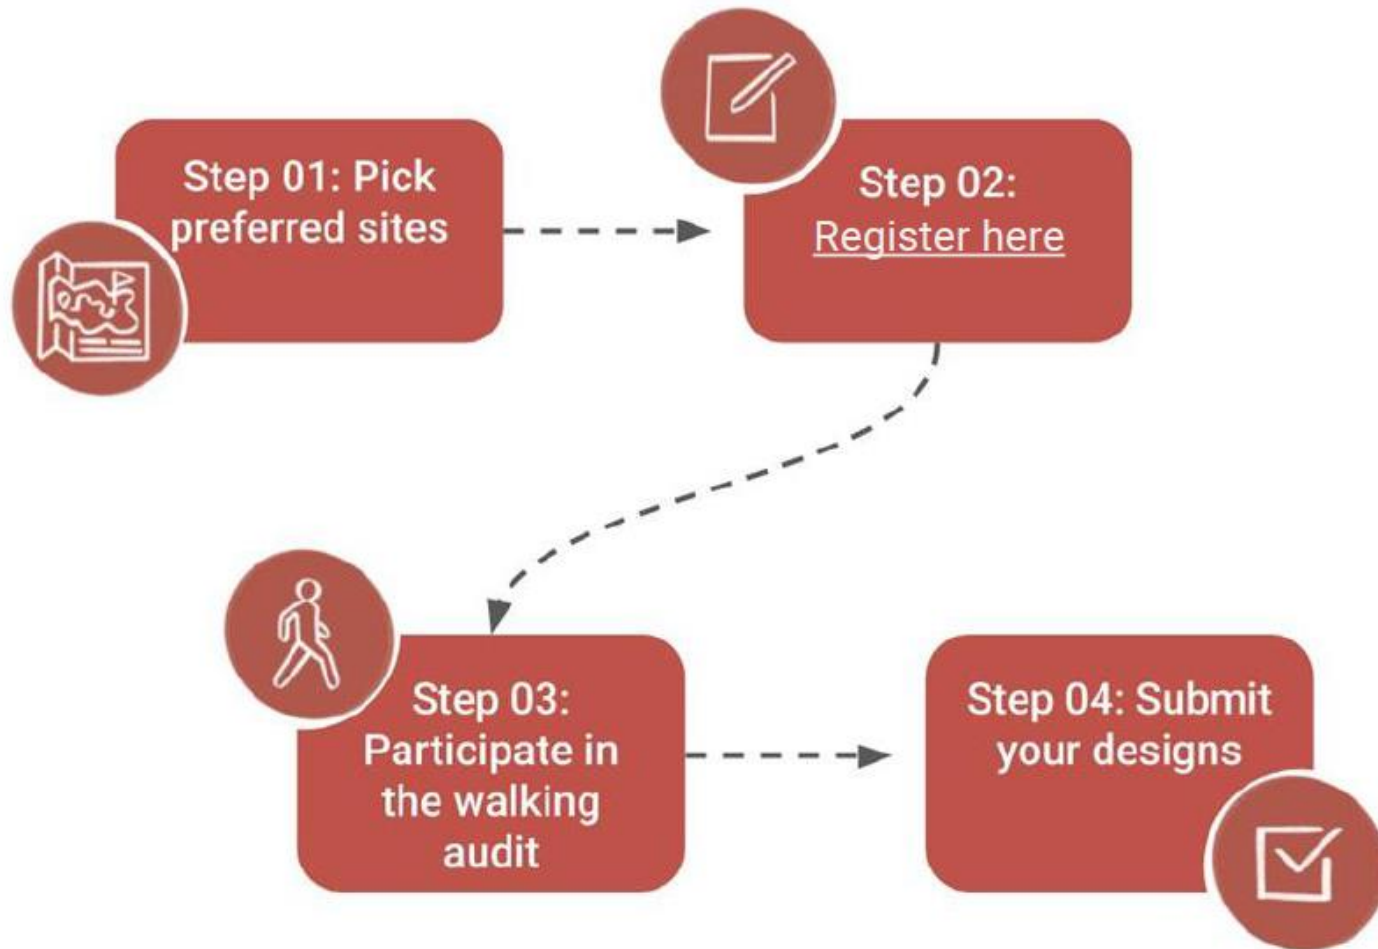 Step 01: Pick
preferred sites
Step 02:
Register here
Step 03:
Participate in
the walking
audit
Step 04: Submit
your designs